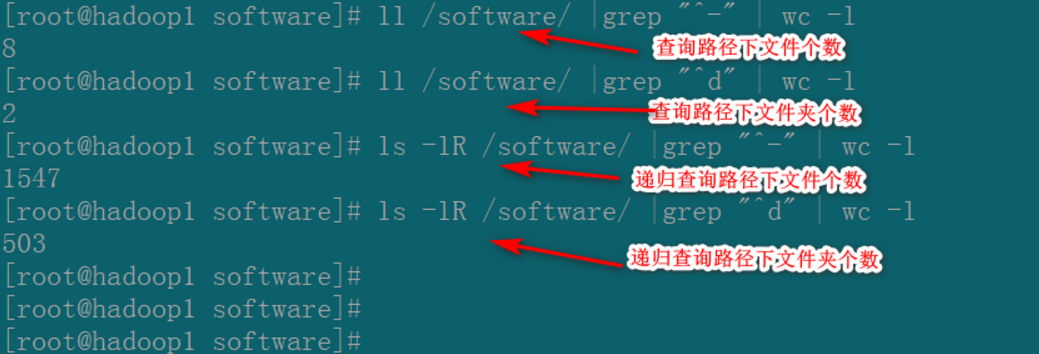 [root@hadoop1 software]# ll /software/ |grep "^-" | wc -l
查询路径下文件个数
8
[root@hadoop1 software]# ll /software/ |grep "^d" | wc -l
查询路径下文件夹个数
2
[root@hadoop1 software]# ls -lR /software/ |grep "^-" | wc -l
递归查询路径下文件个数
1547
[root@hadoop1 software]# ls -lR /software/ |grep "^d" | wc -l
递归查询路径下文件夹个数
503
[root@hadoop1 software]#
[root@hadoop1 software]#
[root@hadoop1 software]#